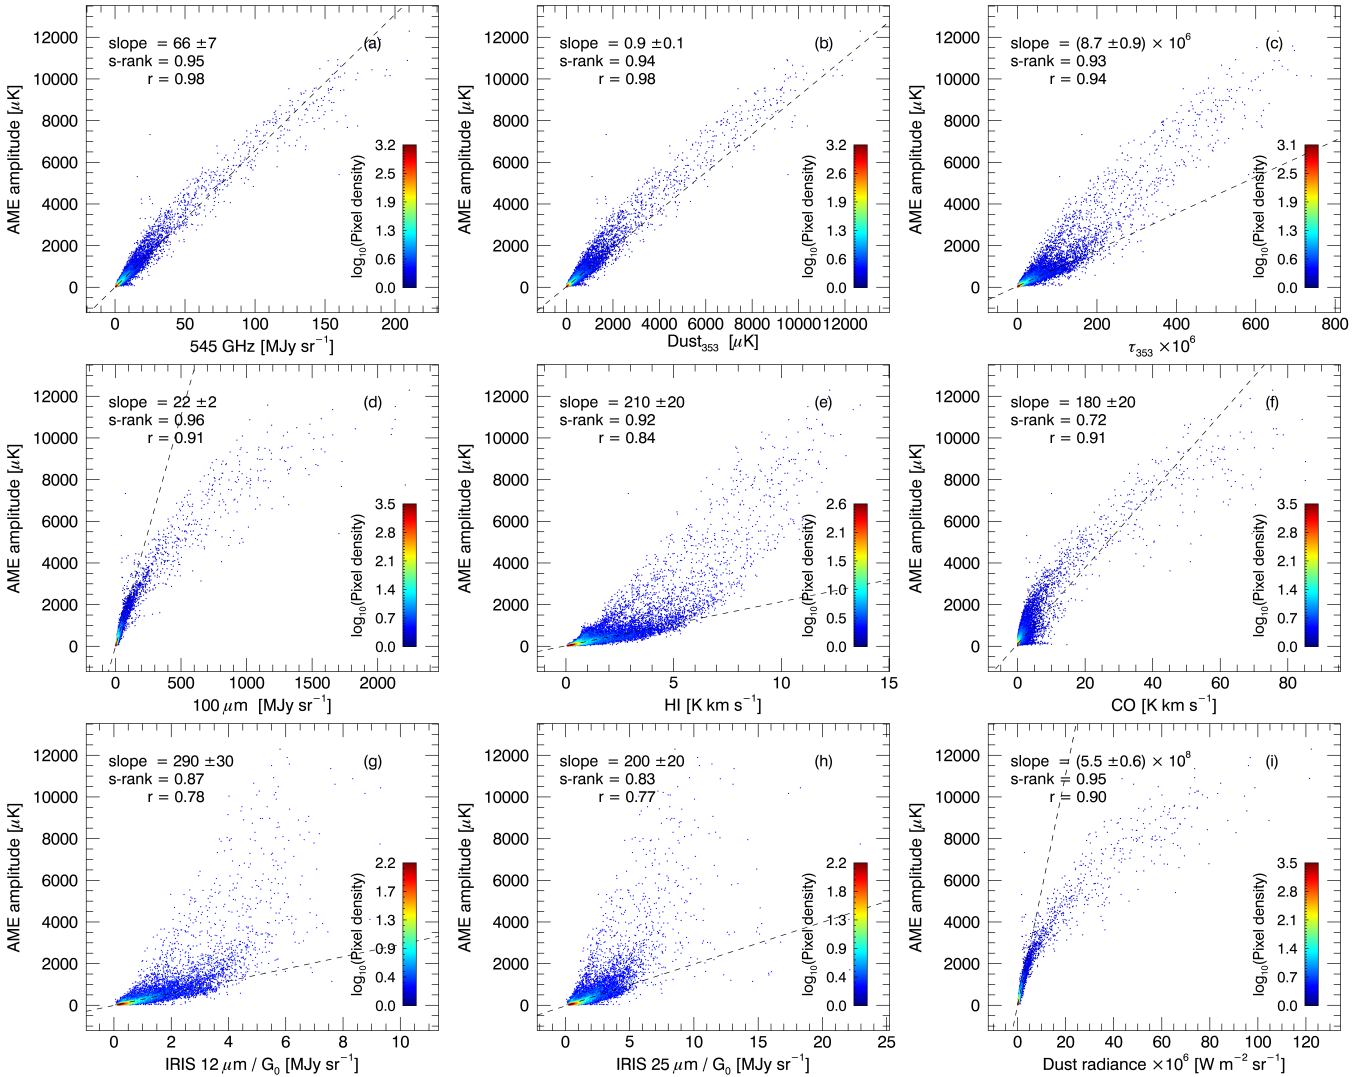 AME amplitude [μK]
12000
10000
8000
6000
4000
2000
0
slope = 66 ±7
s-rank = 0.95
r = 0.98
(a)
log10(Pixel density)
3.2
2.5
1.9
1.3
0.6
0.0
0 50 100 150 200
545 GHz [MJy sr−1]
AME amplitude [μK]
12000
10000
8000
6000
4000
2000
0
slope = 0.9 ±0.1
s-rank = 0.94
r = 0.98
(b)
log10(Pixel density)
3.2
2.5
1.9
1.3
0.6
0.0
0 2000 4000 6000 8000 10000 12000
Dust353 [μK]
AME amplitude [μK]
12000
10000
8000
6000
4000
2000
0
slope = (8.7 ±0.9) × 10^6
s-rank = 0.93
r = 0.94
(c)
log10(Pixel density)
3.1
2.5
1.9
1.3
0.6
0.0
0 200 400 600 800
τ353 ×10^6
AME amplitude [μK]
12000
10000
8000
6000
4000
2000
0
slope = 22 ±2
s-rank = 0.96
r = 0.91
(d)
log10(Pixel density)
3.5
2.8
2.1
1.4
0.7
0.0
0 500 1000 1500 2000
100 μm [MJy sr−1]
AME amplitude [μK]
12000
10000
8000
6000
4000
2000
0
slope = 210 ±20
s-rank = 0.92
r = 0.84
(e)
log10(Pixel density)
2.6
2.1
1.6
1.0
0.5
0.0
0 5 10 15
HI [K km s−1]
AME amplitude [μK]
12000
10000
8000
6000
4000
2000
0
slope = 180 ±20
s-rank = 0.72
r = 0.91
(f)
log10(Pixel density)
3.5
2.8
2.1
1.4
0.7
0.0
0 20 40 60 80
CO [K km s−1]
AME amplitude [μK]
12000
10000
8000
6000
4000
2000
0
slope = 290 ±30
s-rank = 0.87
r = 0.78
(g)
log10(Pixel density)
2.2
1.7
1.3
0.9
0.4
0.0
0 2 4 6 8 10
IRIS 12 μm / G0 [MJy sr−1]
AME amplitude [μK]
12000
10000
8000
6000
4000
2000
0
slope = 200 ±20
s-rank = 0.83
r = 0.77
(h)
log10(Pixel density)
2.2
1.8
1.3
0.9
0.4
0.0
0 5 10 15 20 25
IRIS 25 μm / G0 [MJy sr−1]
AME amplitude [μK]
12000
10000
8000
6000
4000
2000
0
slope = (5.5 ±0.6) × 10^8
s-rank = 0.95
r = 0.90
(i)
log10(Pixel density)
3.5
2.8
2.1
1.4
0.7
0.0
0 20 40 60 80 100 120
Dust radiance ×10^6 [W m−2 sr−1]